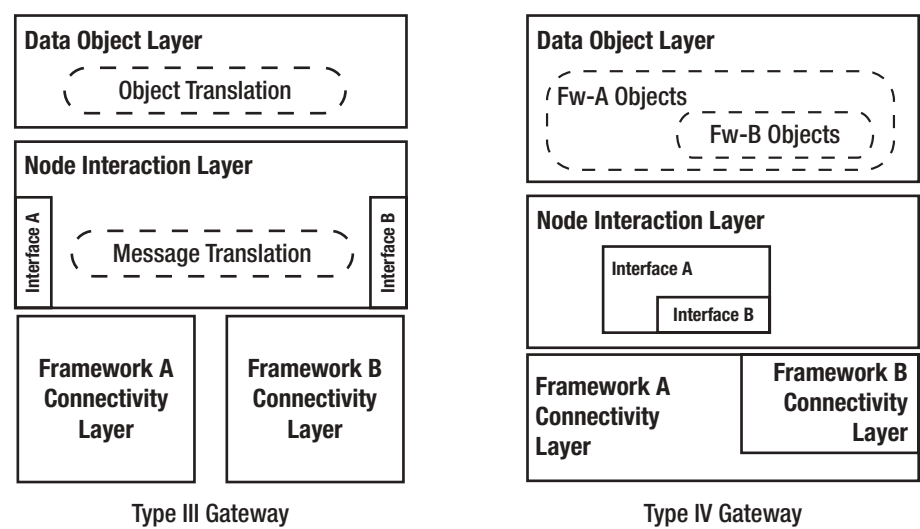 Data Object Layer
Object Translation
Node Interaction Layer
Interface A
Message Translation
Interface B
Framework A
Connectivity
Layer
Framework B
Connectivity
Layer
Type III Gateway
Data Object Layer
Fw-A Objects
Fw-B Objects
Node Interaction Layer
Interface A
Interface B
Framework A
Connectivity
Layer
Framework B
Connectivity
Layer
Type IV Gateway